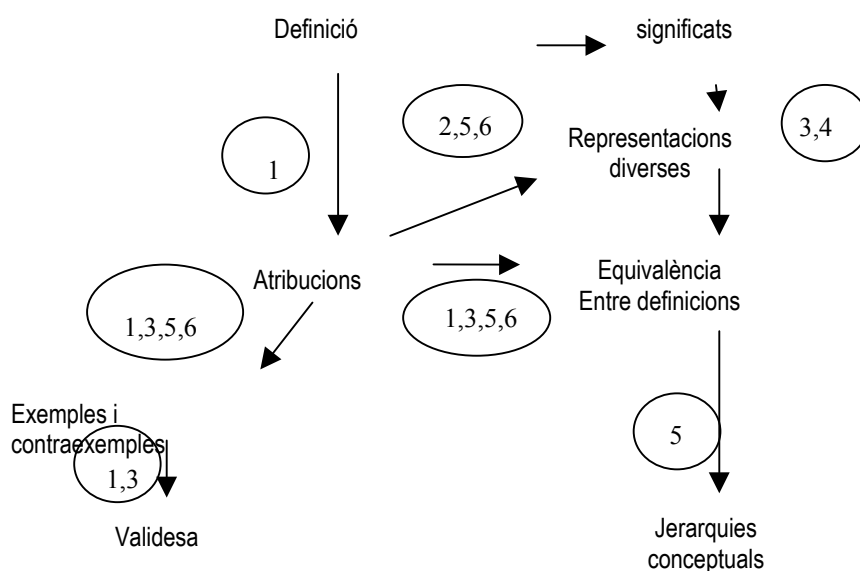 Definició
significats
2,5,6
3,4
1
Representacions
diverses
Atribucions
Equivalència
Entre definicions
1,3,5,6
1,3,5,6
Exemples i
contraexemples
5
1,3
Validesa
Jerarquies
conceptuals